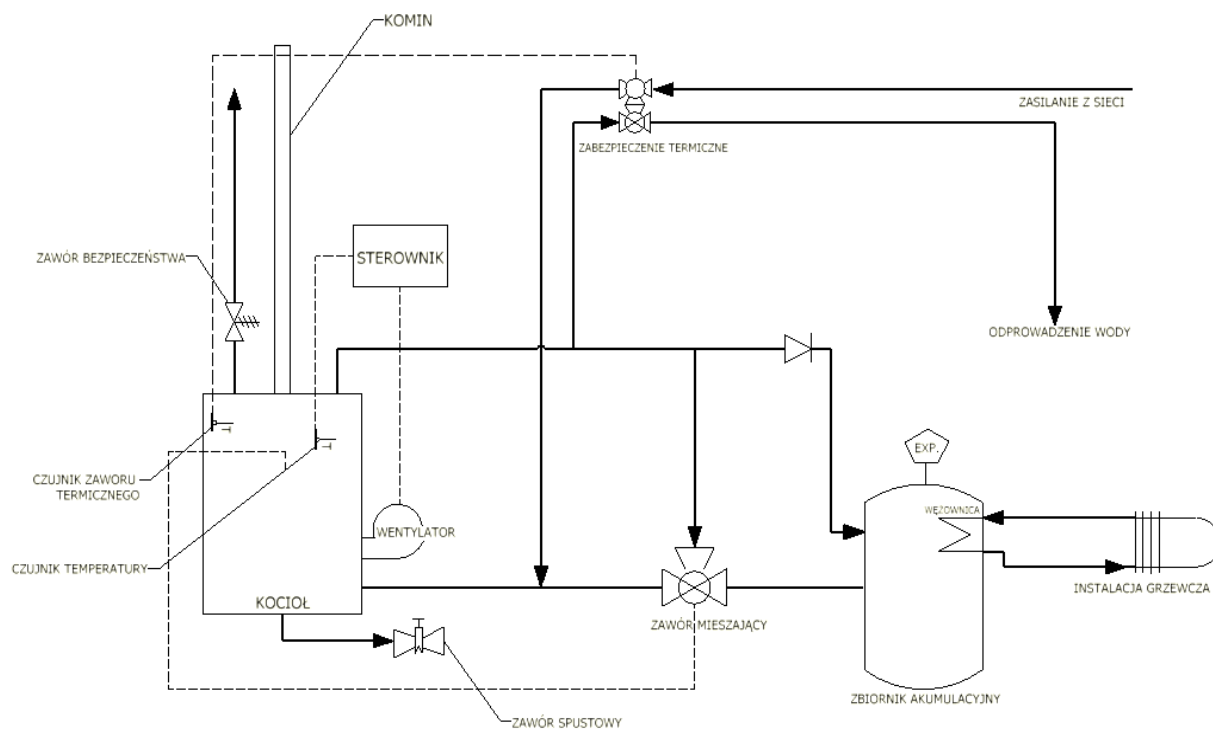 KOMIN
ZASILANIE Z SIECI
ZABEZPIECZENIE TERMICZNE
ZAWÓR BEZPIECZEŃSTWA
STEROWNIK
ODPROWADZENIE WODY
T
T
EXP.
CZUJNIK ZAWORU
TERMICZNEGO
WĘZOWNICA
WENTYLATOR
CZUJNIK TEMPERATURY
INSTALACJA GRZEWCZA
KOCIOŁ
ZAWÓR MIESZAJĄCY
ZBIORNIK AKUMULACYJNY
ZAWÓR SPUSTOWY